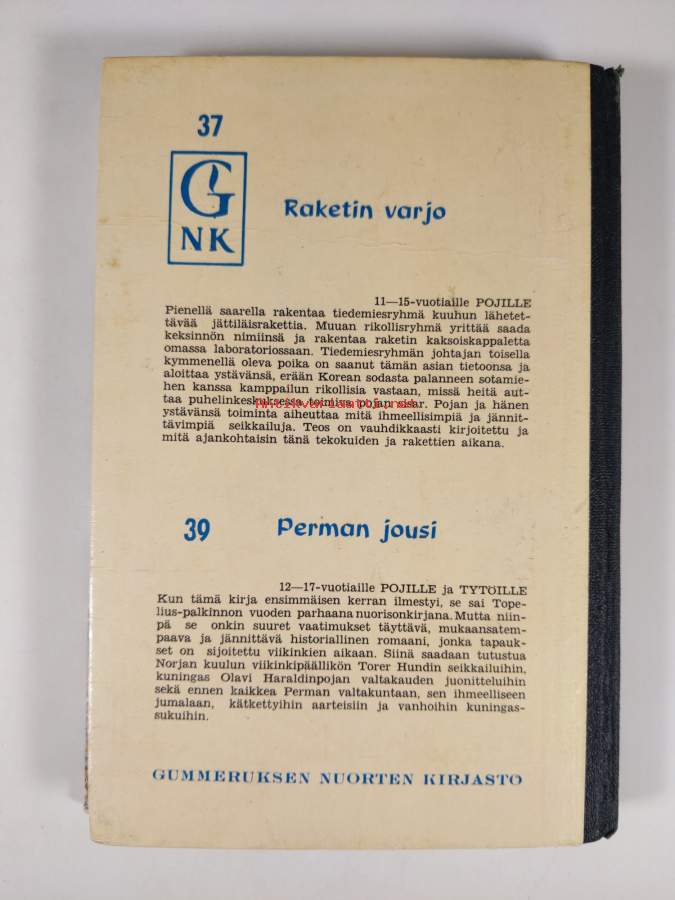 37
G
NK
Raketin varjo
11—15-vuotiaille POJILLE
Pienellä saarella rakentaa tiedemiesryhmä kuuhun lähetet-
tävää jättiläisrakettia. Muuan rikollisryhmä yrittää saada
keksinnön nimiinsä ja rakentaa raketin kaksoiskappaletta
omassa laboratoriossaan. Tiedemiesryhmän johtajan toisella
kymmenellä oleva poika on saanut tämän asian tietoonsa ja
aloittaa ystävänsä, erään Korean sodasta palanneen sotamie-
hen kanssa kamppailun rikollisia vastaan, missä heitä aut-
taa puhelinkeskuksessa toimiva pojan sisar. Pojan ja hänen
ystävänsä toiminta aiheuttaa mitä ihmeellisimpiä ja jännit-
tävimpiä seikkailuja. Teos on vauhdikkaasti kirjoitettu ja
mitä ajankohtaisin tänä tekokuiden ja rakettien aikana.
39
Perman jousi
12—17-vuotiaille POJILLE ja TYTÖILLE
Kun tämä kirja ensimmäisen kerran ilmestyi, se sai Tope-
lius-palkinnon vuoden parhaana nuorisonkirjana. Mutta niin-
pä se onkin suuret vaatimukset täyttävä, mukaansatem-
paava ja jännittävä historiallinen romaani, jonka tapauk-
set on sijoitettu viikinkien aikaan. Siinä saadaan tutustua
Norjan kuulun viikinkipäällikön Torer Hundin seikkailuihin,
kuningas Olavi Haraldinpojan valtakauden juonitteluihin
sekä ennen kaikkea Perman valtakuntaan, sen ihmeelliseen
jumalaan, kätkettyihin aarteisiin ja vanhoihin kuningas-
sukuihin.
GUMMERUKSEN NUORTEN KIRJASTO